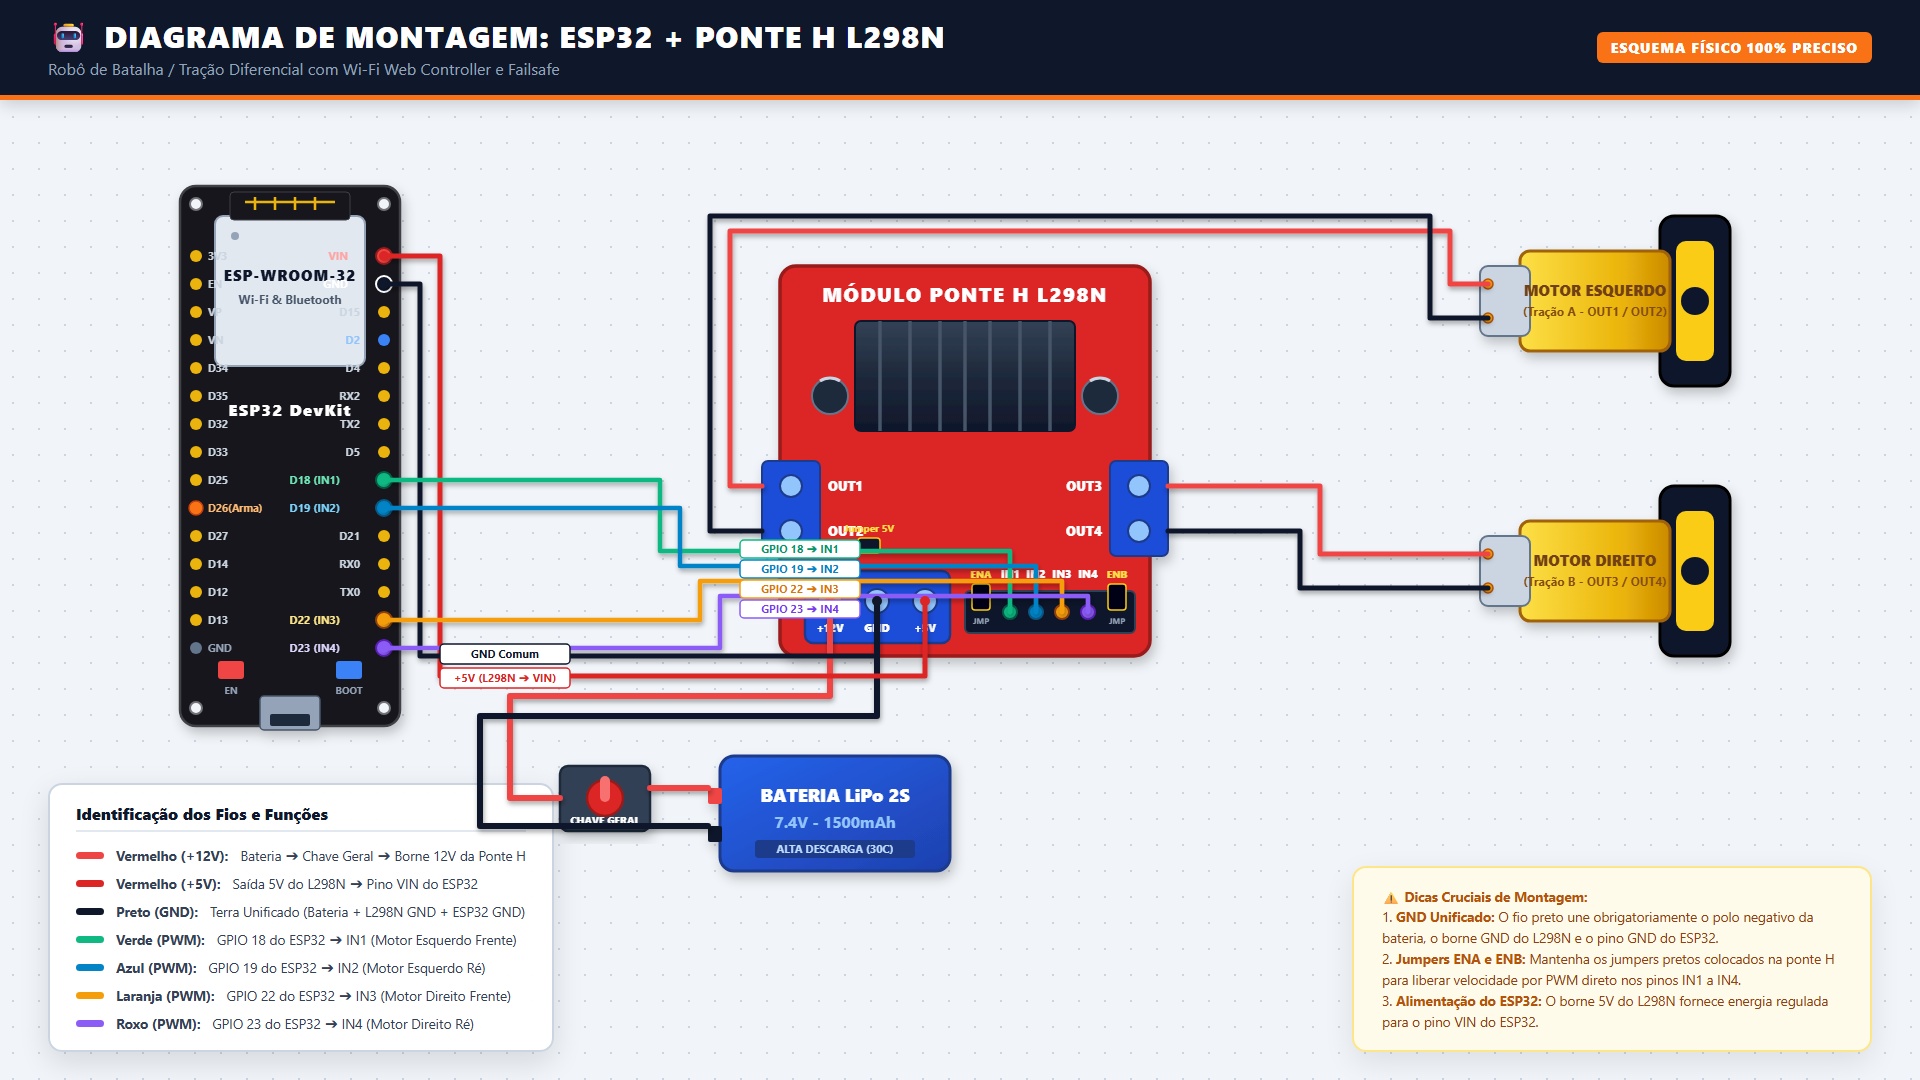 DIAGRAMA DE MONTAGEM: ESP32 + PONTE H L298N
Robô de Batalha / Tração Diferencial com Wi-Fi Web Controller e Failsafe
ESQUEMA FÍSICO 100% PRECISO
ESP-WROOM-32
Wi-Fi & Bluetooth
ESP32 DevKit
VIN
GND
D15
D2
D34
D4
D35
RX2
D32
TX2
D33
D5
D25
D18 (IN1)
D26(Arma)
D19 (IN2)
D27
D21
D14
RX0
D12
TX0
D13
D22 (IN3)
GND
D23 (IN4)
EN
BOOT
MÓDULO PONTE H L298N
OUT1
OUT2
OUT3
OUT4
GPIO 18 ➔ IN1
GPIO 19 ➔ IN2
GPIO 22 ➔ IN3
GPIO 23 ➔ IN4
ENA
IN1
IN2
IN3
IN4
ENB
JMP
JMP
+12V
GND
+5V
GND Comum
+5V (L298N ➔ VIN)
MOTOR ESQUERDO
(Tração A - OUT1 / OUT2)
MOTOR DIREITO
(Tração B - OUT3 / OUT4)
CHAVE GERAL
BATERIA LiPo 2S
7.4V - 1500mAh
ALTA DESCARGA (30C)
Identificação dos Fios e Funções
Vermelho (+12V): Bateria ➔ Chave Geral ➔ Borne 12V da Ponte H
Vermelho (+5V): Saída 5V do L298N ➔ Pino VIN do ESP32
Preto (GND): Terra Unificado (Bateria + L298N GND + ESP32 GND)
Verde (PWM): GPIO 18 do ESP32 ➔ IN1 (Motor Esquerdo Frente)
Azul (PWM): GPIO 19 do ESP32 ➔ IN2 (Motor Esquerdo Ré)
Laranja (PWM): GPIO 22 do ESP32 ➔ IN3 (Motor Direito Frente)
Roxo (PWM): GPIO 23 do ESP32 ➔ IN4 (Motor Direito Ré)
⚠️ Dicas Cruciais de Montagem:
1. GND Unificado: O fio preto une obrigatoriamente o polo negativo da
bateria, o borne GND do L298N e o pino GND do ESP32.
2. Jumpers ENA e ENB: Mantenha os jumpers pretos colocados na ponte H
para liberar velocidade por PWM direto nos pinos IN1 a IN4.
3. Alimentação do ESP32: O borne 5V do L298N fornece energia regulada
para o pino VIN do ESP32.